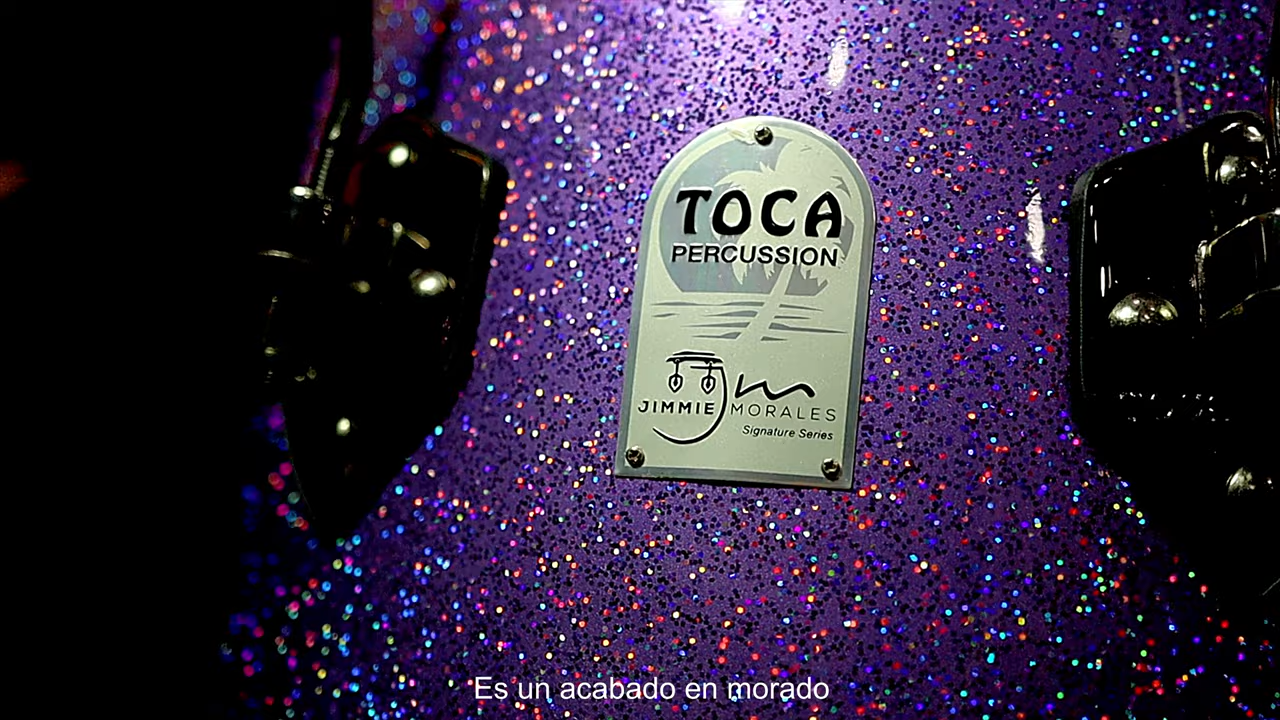 TOCA
PERCUSSION
JIMMIE MORALES
Signature Series
Es un acabado en morado